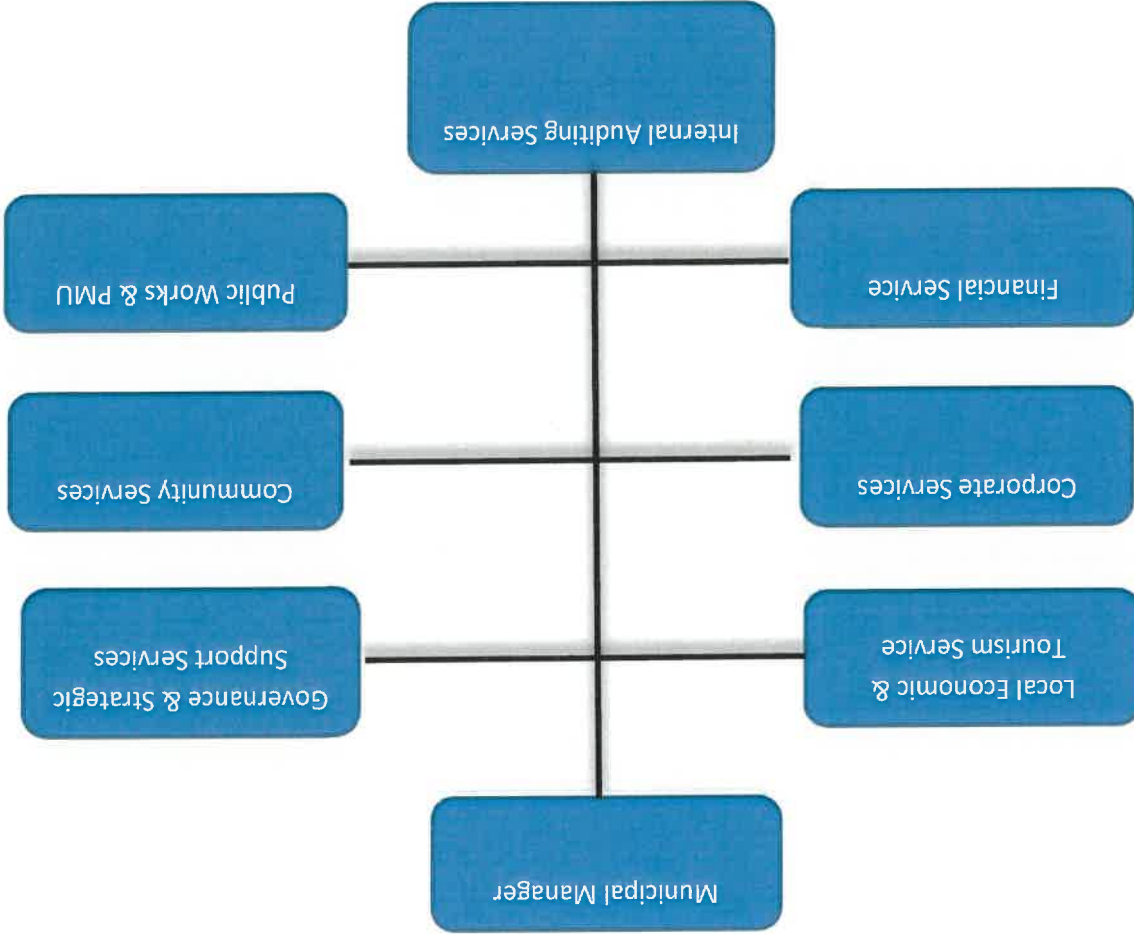 Municipal Manager
Local Economic &
Tourism Service
Governance & Strategic
Support Services
Corporate Services
Community Services
Financial Service
Public Works & PMU
Internal Auditing Services